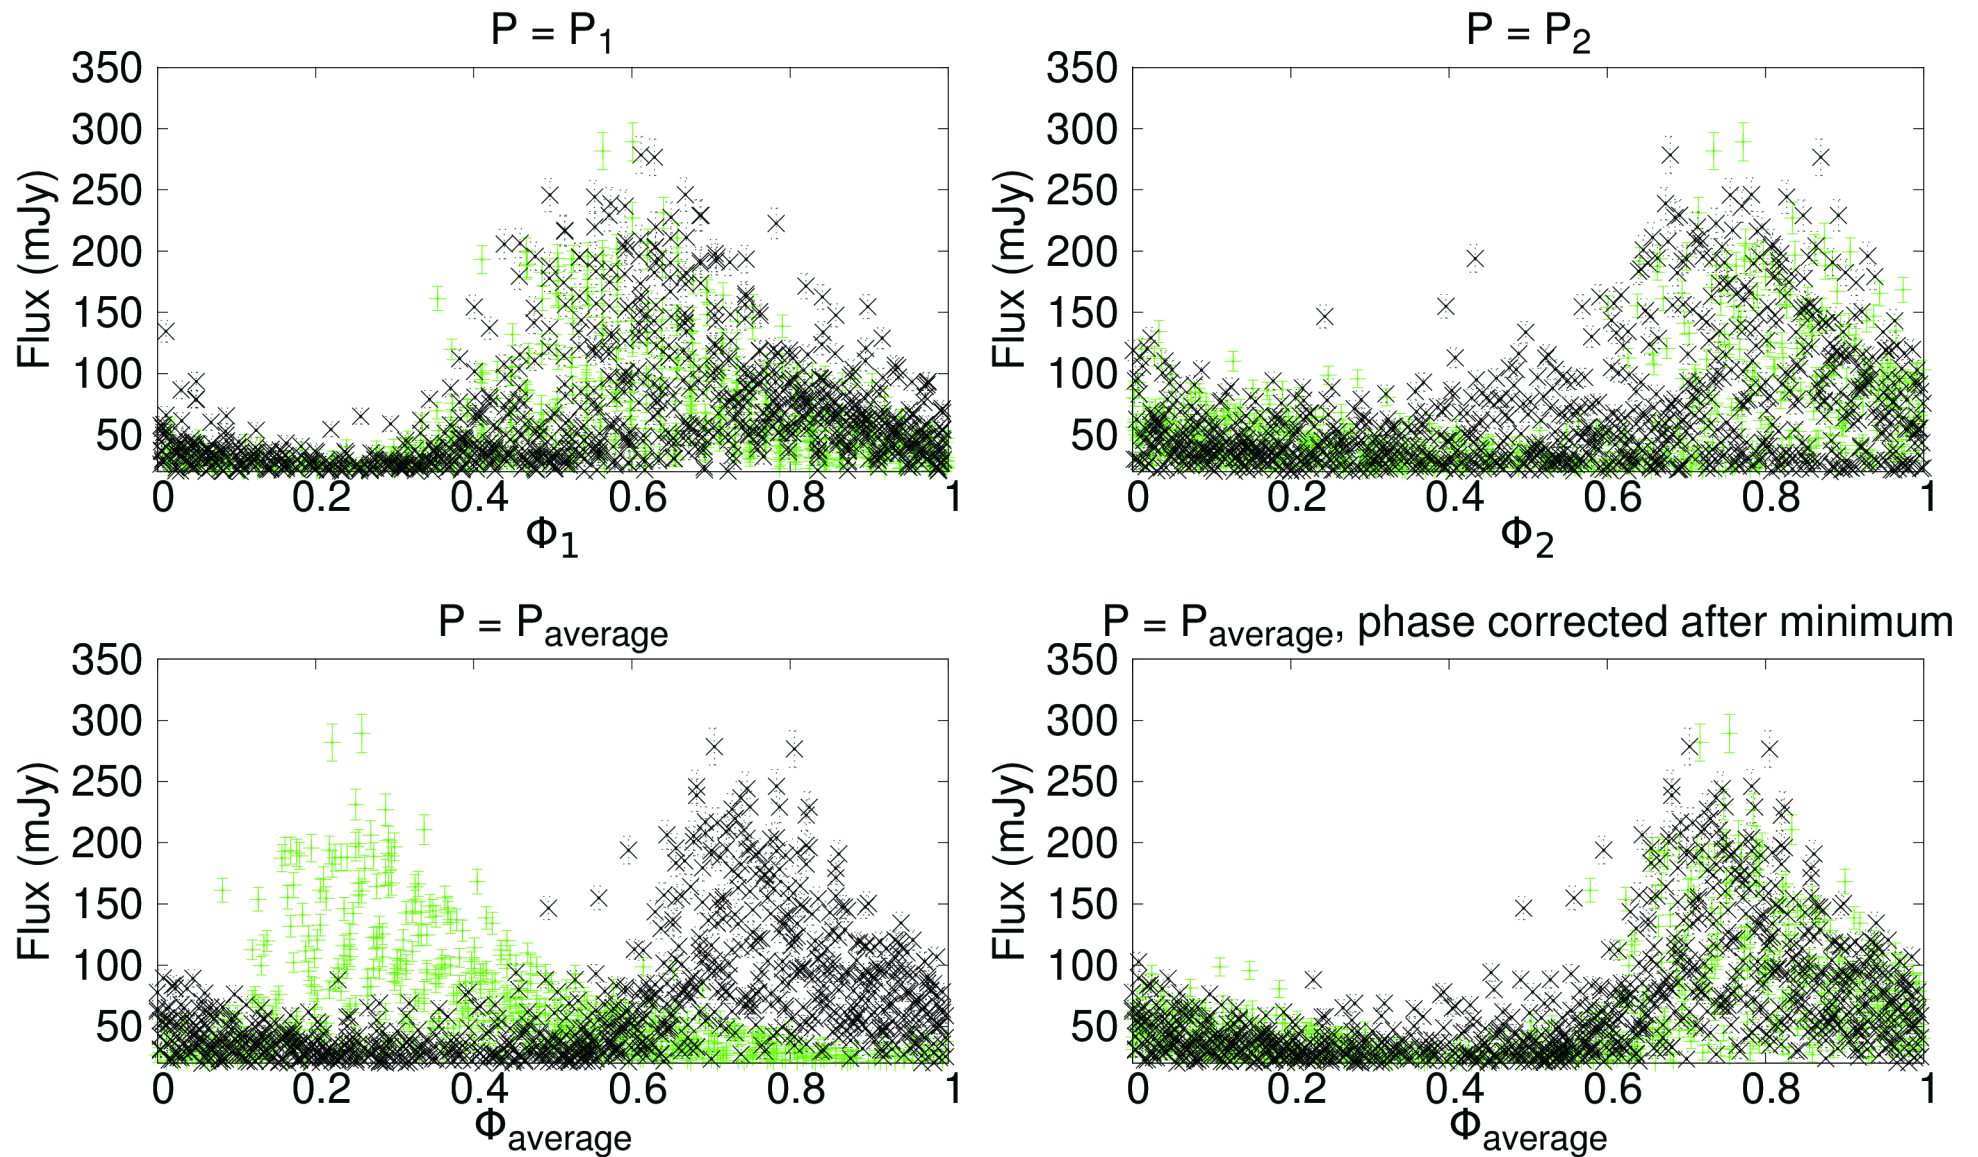 P = P1
350
300
250
200
150
100
50
Flux (mJy)
0 0.2 0.4 0.6 0.8 1
Φ1
P = P2
350
300
250
200
150
100
50
Flux (mJy)
0 0.2 0.4 0.6 0.8 1
Φ2
P = Paverage
350
300
250
200
150
100
50
Flux (mJy)
0 0.2 0.4 0.6 0.8 1
Φaverage
P = Paverage, phase corrected after minimum
350
300
250
200
150
100
50
Flux (mJy)
0 0.2 0.4 0.6 0.8 1
Φaverage